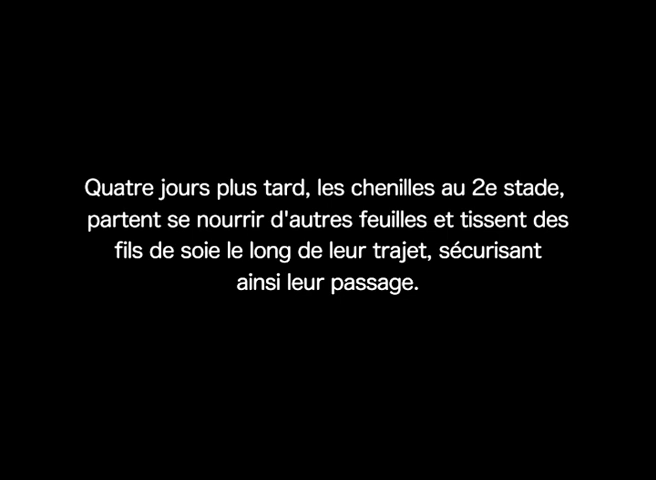 Quatre jours plus tard, les chenilles au 2e stade,
partent se nourrir d'autres feuilles et tissent des
fils de soie le long de leur trajet, sécurisant
ainsi leur passage.